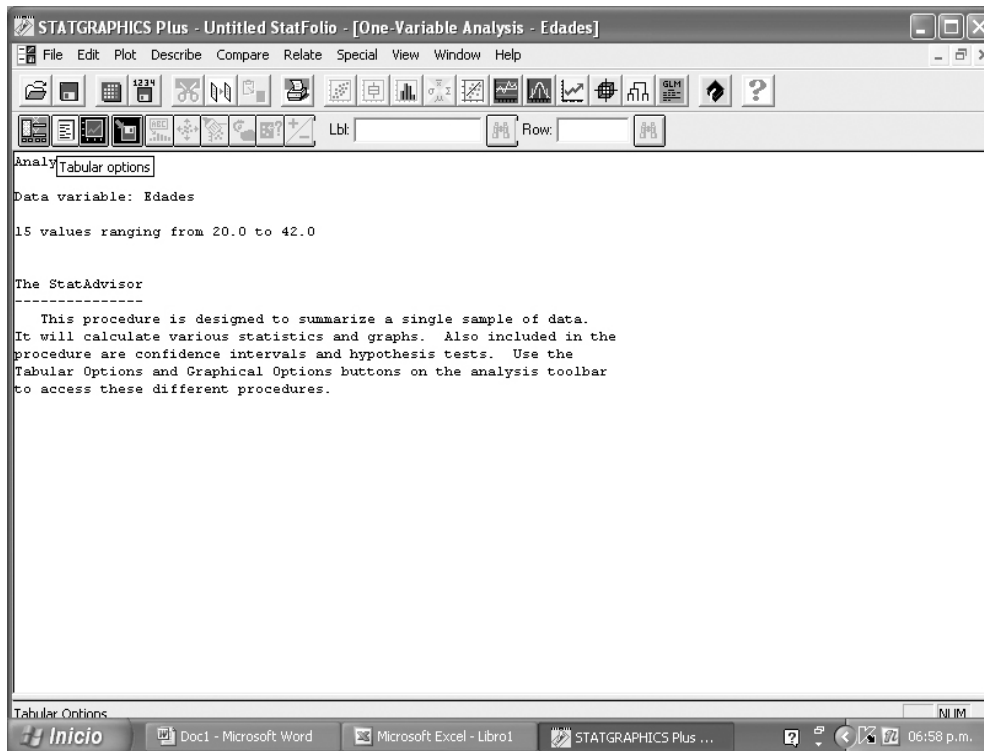 STATGRAPHICS Plus - Untitled StatFolio - [One-Variable Analysis - Edades]
File Edit Plot Describe Compare Relate Special View Window Help
1234
GLM
?
ABC
Lbl:
Row:
Analy
Tabular options
Data variable: Edades
15 values ranging from 20.0 to 42.0
The StatAdvisor
---------------
This procedure is designed to summarize a single sample of data.
It will calculate various statistics and graphs. Also included in the
procedure are confidence intervals and hypothesis tests. Use the
Tabular Options and Graphical Options buttons on the analysis toolbar
to access these different procedures.
Tabular Options
NUM
Inicio
Doc1 - Microsoft Word
Microsoft Excel - Libro1
STATGRAPHICS Plus ...
06:58 p.m.